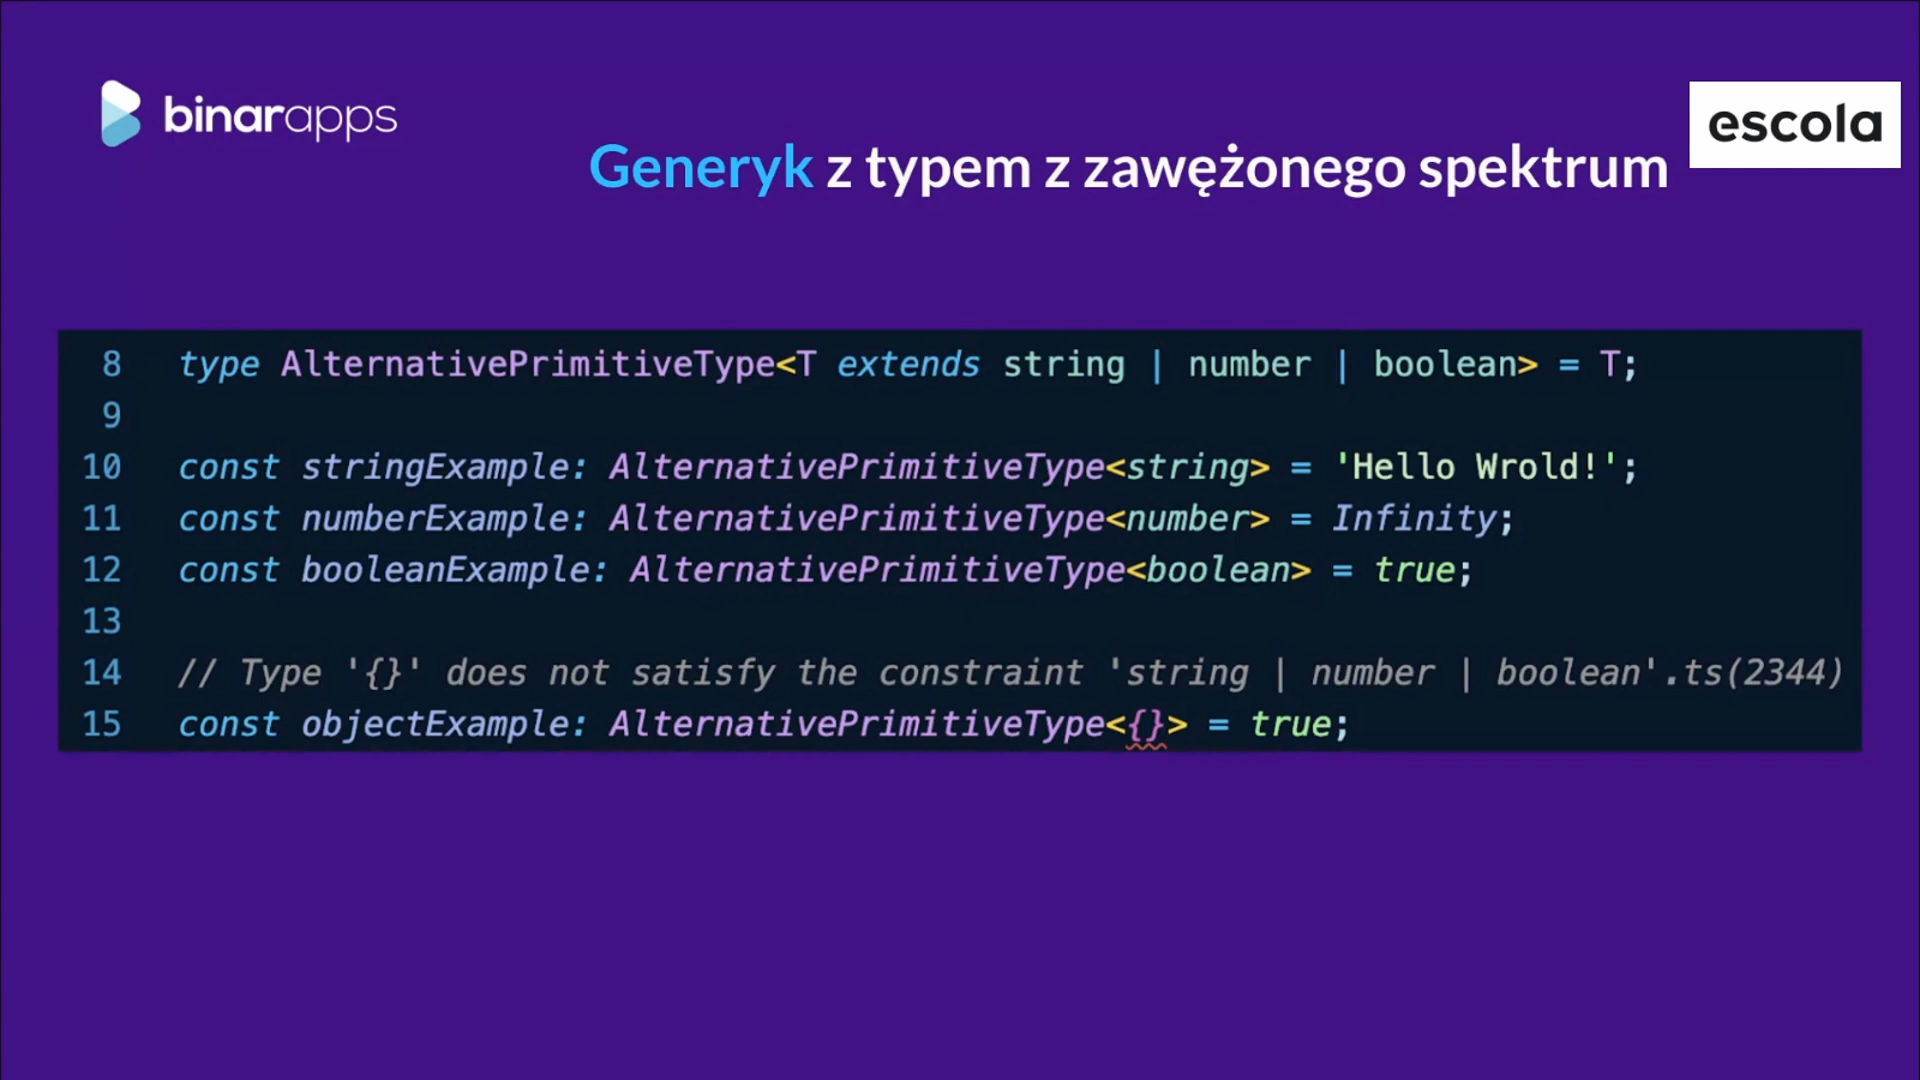 binarapps
escola
Generyk z typem z zawężonego spektrum
8 type AlternativePrimitiveType<T extends string | number | boolean> = T;
9
10 const stringExample: AlternativePrimitiveType<string> = 'Hello Wrold!';
11 const numberExample: AlternativePrimitiveType<number> = Infinity;
12 const booleanExample: AlternativePrimitiveType<boolean> = true;
13
14 // Type '{}' does not satisfy the constraint 'string | number | boolean'.ts(2344)
15 const objectExample: AlternativePrimitiveType<{}> = true;